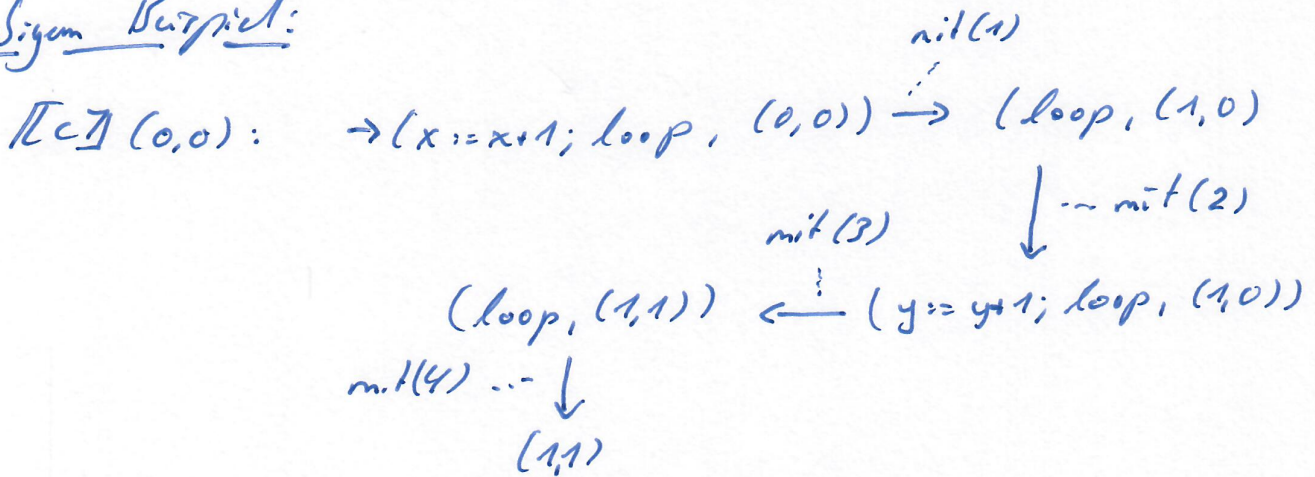 Beispiel:
mit(1)
⟦c⟧ (0,0): → (x:=x+1; loop, (0,0)) → (loop, (1,0)
mit(2)
mit(3)
(loop, (1,1)) ← (y:=y+1; loop, (1,0))
mit(4)
(1,1)